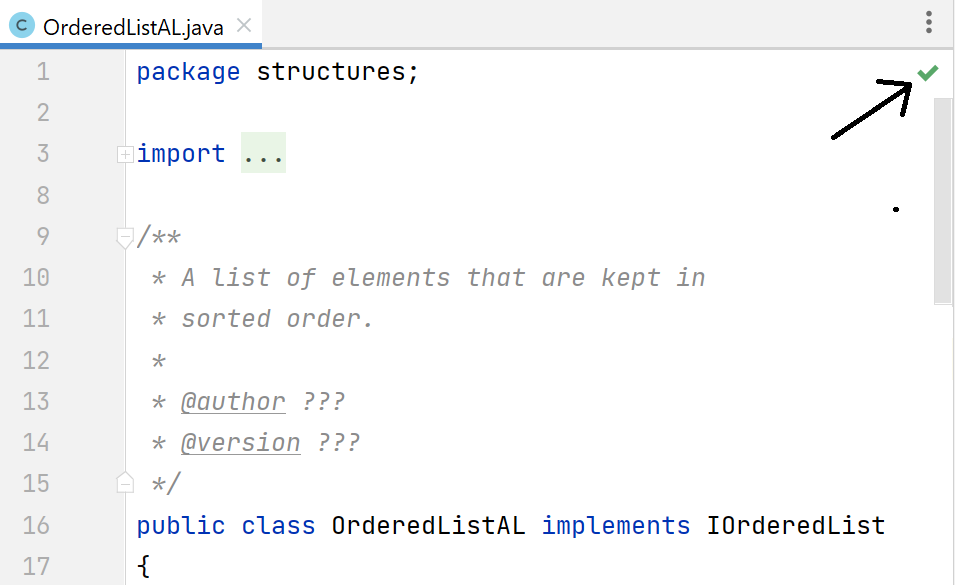 C OrderedListAL.java
1 package structures;
2
3 import ...
8
9 /**
10 * A list of elements that are kept in
11 * sorted order.
12 *
13 * @author ???
14 * @version ???
15 */
16 public class OrderedListAL implements IOrderedList
17 {